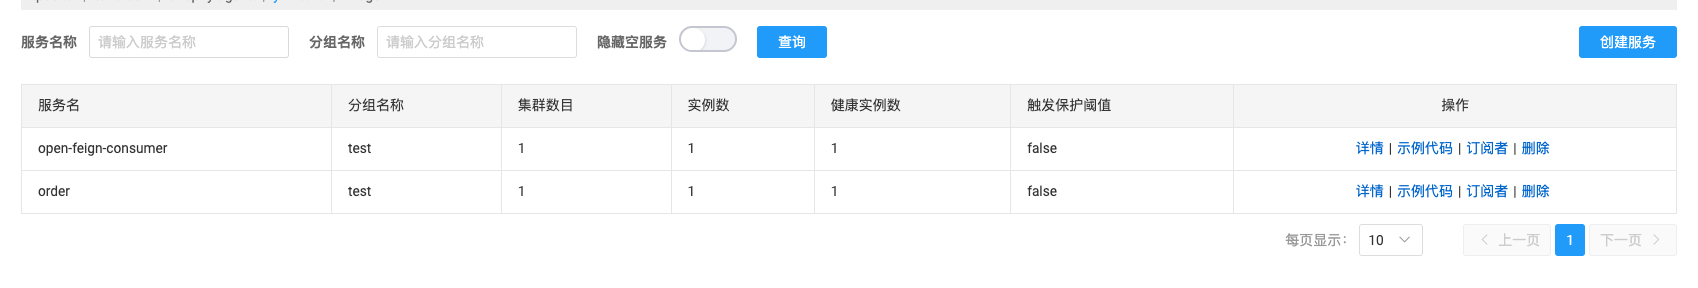 服务名称 请输入服务名称 分组名称 请输入分组名称 隐藏空服务 查询 创建服务
服务名 分组名称 集群数目 实例数 健康实例数 触发保护阈值 操作
open-feign-consumer test 1 1 1 false 详情 | 示例代码 | 订阅者 | 删除
order test 1 1 1 false 详情 | 示例代码 | 订阅者 | 删除
每页显示: 10 上一页 1 下一页